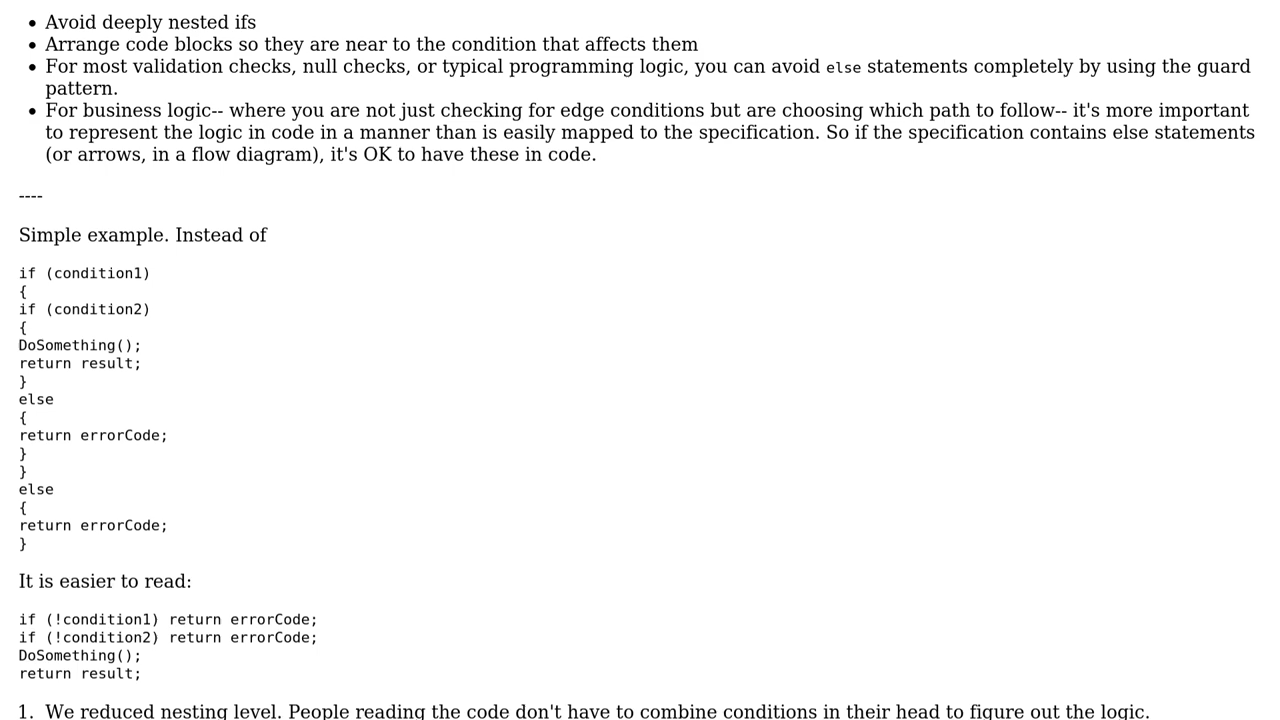 • Avoid deeply nested ifs
• Arrange code blocks so they are near to the condition that affects them
• For most validation checks, null checks, or typical programming logic, you can avoid else statements completely by using the guard
pattern.
• For business logic-- where you are not just checking for edge conditions but are choosing which path to follow-- it's more important
to represent the logic in code in a manner than is easily mapped to the specification. So if the specification contains else statements
(or arrows, in a flow diagram), it's OK to have these in code.
----
Simple example. Instead of
if (condition1)
{
if (condition2)
{
DoSomething();
return result;
}
else
{
return errorCode;
}
}
else
{
return errorCode;
}
It is easier to read:
if (!condition1) return errorCode;
if (!condition2) return errorCode;
DoSomething();
return result;
1. We reduced nesting level. People reading the code don't have to combine conditions in their head to figure out the logic.